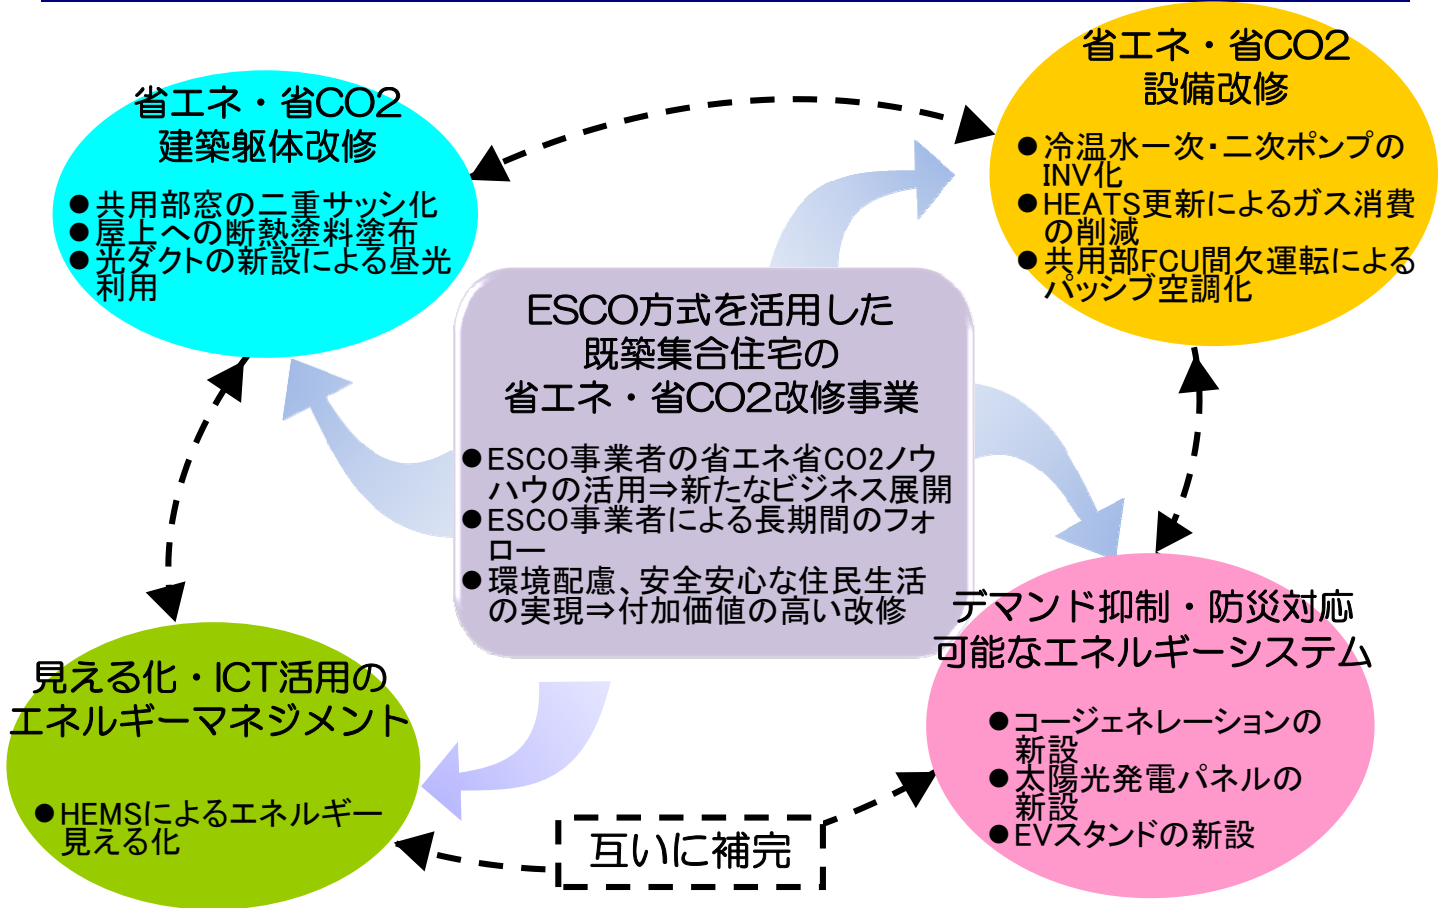 省エネ・省CO2
建築躯体改修
●共用部窓の二重サッシ化
●屋上への断熱塗料塗布
●光ダクトの新設による昼光
利用
省エネ・省CO2
設備改修
●冷温水一次・二次ポンプの
INV化
●HEATS更新によるガス消費
の削減
●共用部FCU間欠運転による
パッシブ空調化
ESCO方式を活用した
既築集合住宅の
省エネ・省CO2改修事業
●ESCO事業者の省エネ省CO2ノウ
ハウの活用⇒新たなビジネス展開
●ESCO事業者による長期間のフォ
ロー
●環境配慮、安全安心な住民生活
の実現⇒付加価値の高い改修
見える化・ICT活用の
エネルギーマネジメント
●HEMSによるエネルギー
見える化
デマンド抑制・防災対応
可能なエネルギーシステム
●コージェネレーションの
新設
●太陽光発電パネルの
新設
●EVスタンドの新設
互いに補完